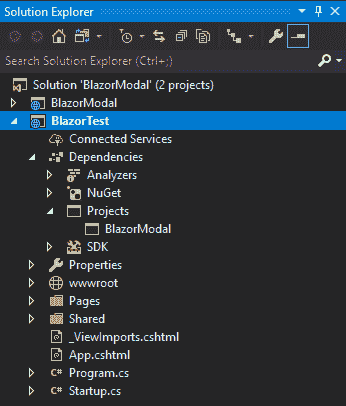 Solution Explorer
Search Solution Explorer (Ctrl+;)
Solution 'BlazorModal' (2 projects)
BlazorModal
BlazorTest
Connected Services
Dependencies
Analyzers
NuGet
Projects
BlazorModal
SDK
Properties
wwwroot
Pages
Shared
_ViewImports.cshtml
App.cshtml
C# Program.cs
C# Startup.cs